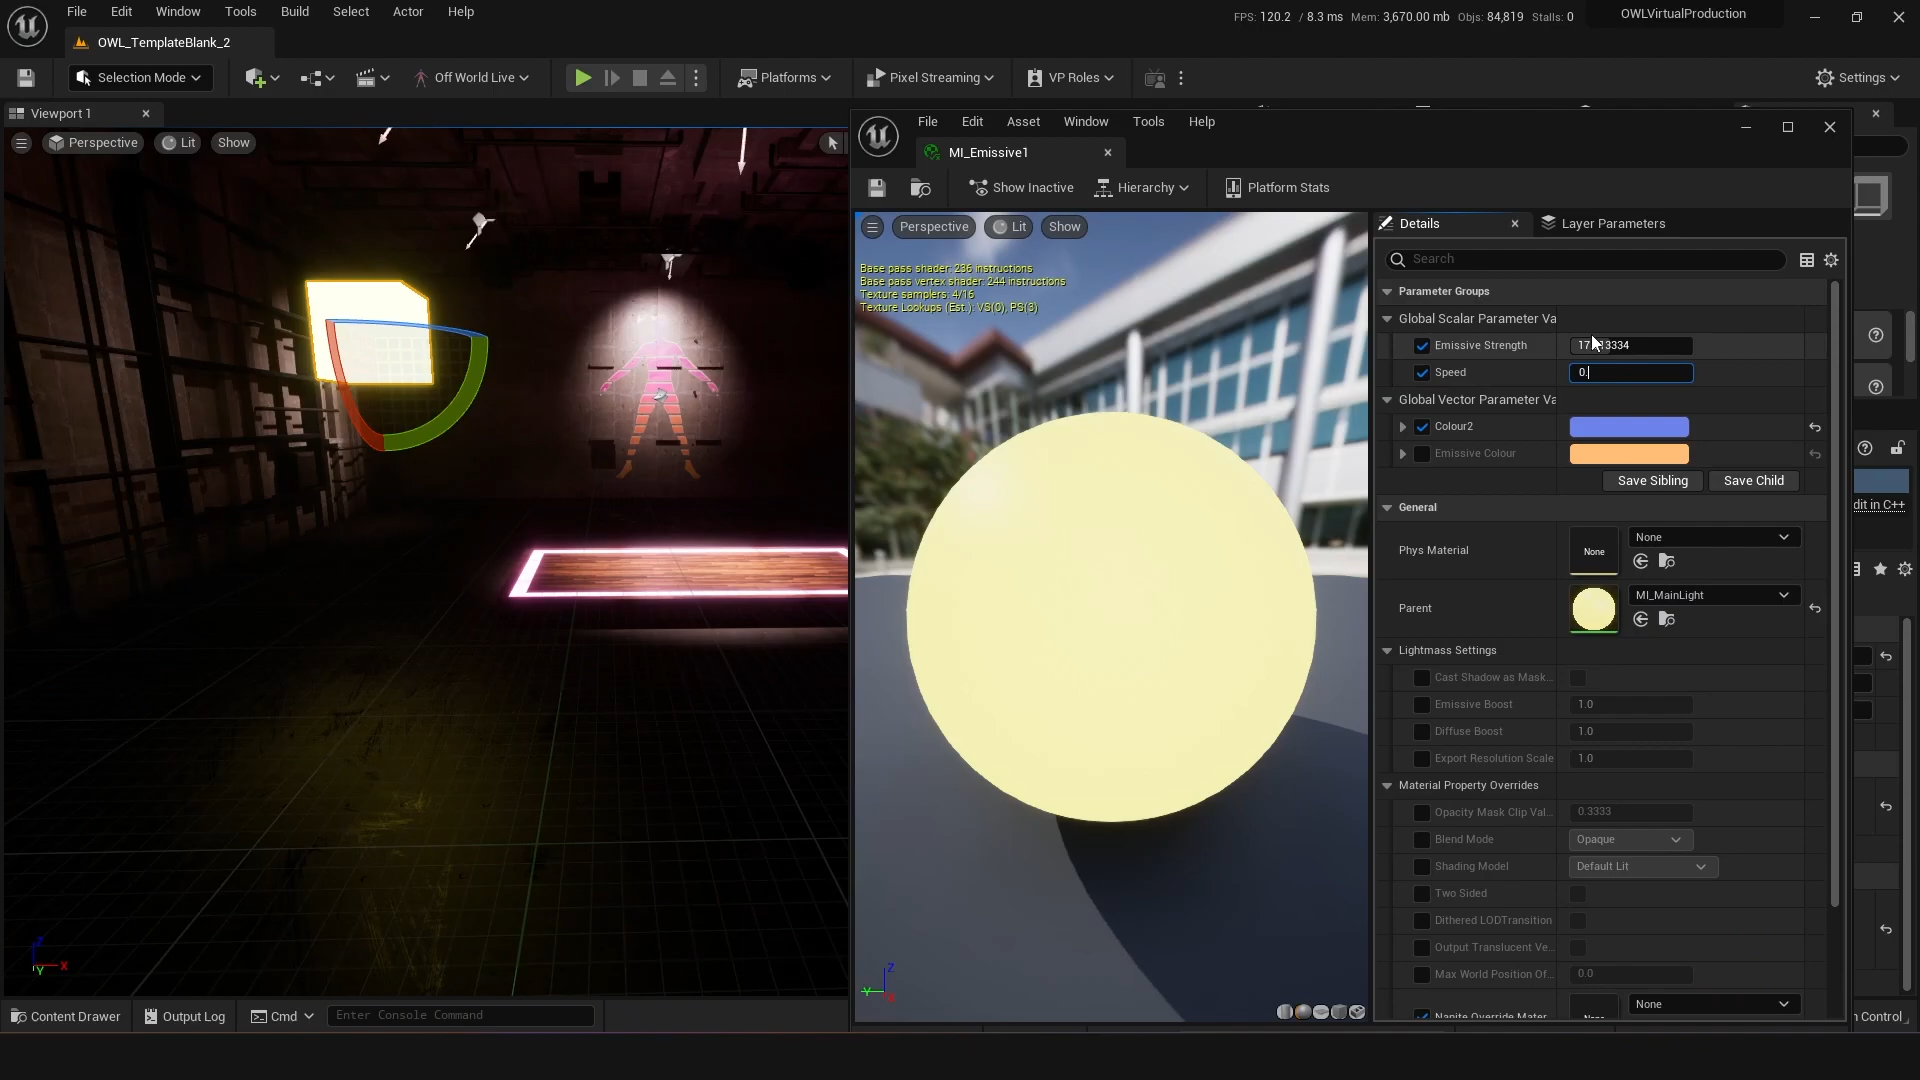 File Edit Window Tools Build Select Actor Help
FPS: 120.2 / 8.3 ms Mem: 3,670.00 mb Objs: 84,819 Stalls: 0
OWLVirtualProduction
OWL_TemplateBlank_2
Selection Mode
Off World Live
Platforms
Pixel Streaming
VP Roles
Settings
Viewport 1
Perspective Lit Show
File Edit Asset Window Tools Help
MI_Emissive1
Show Inactive Hierarchy Platform Stats
Perspective Lit Show
Base pass shader: 236 instructions
Base pass vertex shader: 244 instructions
Texture samplers: 4/16
Texture Lookups (Est.): VS(0), PS(3)
Details
Layer Parameters
Search
Parameter Groups
Global Scalar Parameter Va
Emissive Strength
Speed 0.
Global Vector Parameter Va
Colour2
Emissive Colour
Save Sibling Save Child
General
Phys Material None None
Parent MI_MainLight
Lightmass Settings
Cast Shadow as Mask...
Emissive Boost 1.0
Diffuse Boost 1.0
Export Resolution Scale 1.0
Material Property Overrides
Opacity Mask Clip Val... 0.3333
Blend Mode Opaque
Shading Model Default Lit
Two Sided
Dithered LODTransition
Output Translucent Ve...
Max World Position Of... 0.0
Nanite Override Mater None
dit in C++
Z X Y
Z Y X
Content Drawer Output Log Cmd Enter Console Command
n Control